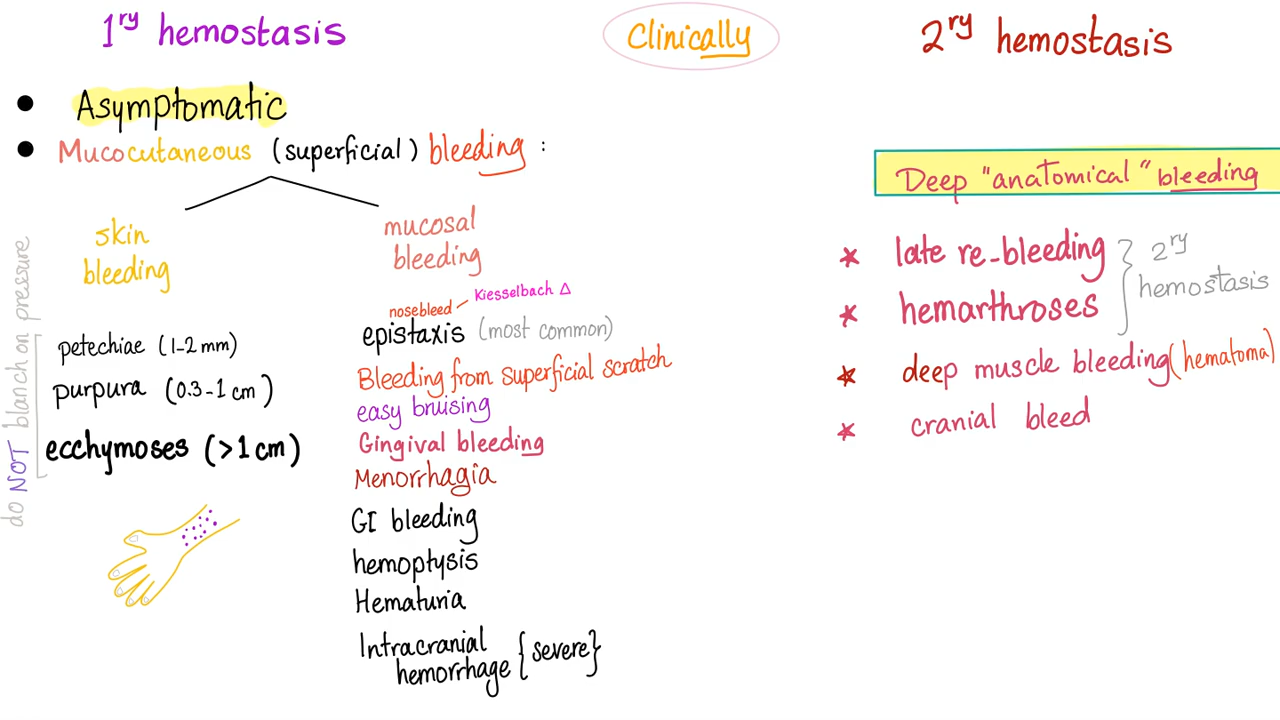 1ry hemostasis
Clinically
2ry hemostasis
• Asymptomatic
• Mucocutaneous (superficial) bleeding :
skin
bleeding
do NOT blanch on pressure
petechiae (1-2 mm)
purpura (0.3-1 cm)
ecchymoses (>1 cm)
mucosal
bleeding
nosebleed – Kiesselbach Δ
epistaxis (most common)
Bleeding from superficial scratch
easy bruising
Gingival bleeding
Menorrhagia
GI bleeding
hemoptysis
Hematuria
Intracranial
hemorrhage {severe}
Deep "anatomical" bleeding
* late re-bleeding
* hemarthroses
} 2ry
hemostasis
* deep muscle bleeding (hematoma)
* cranial bleed